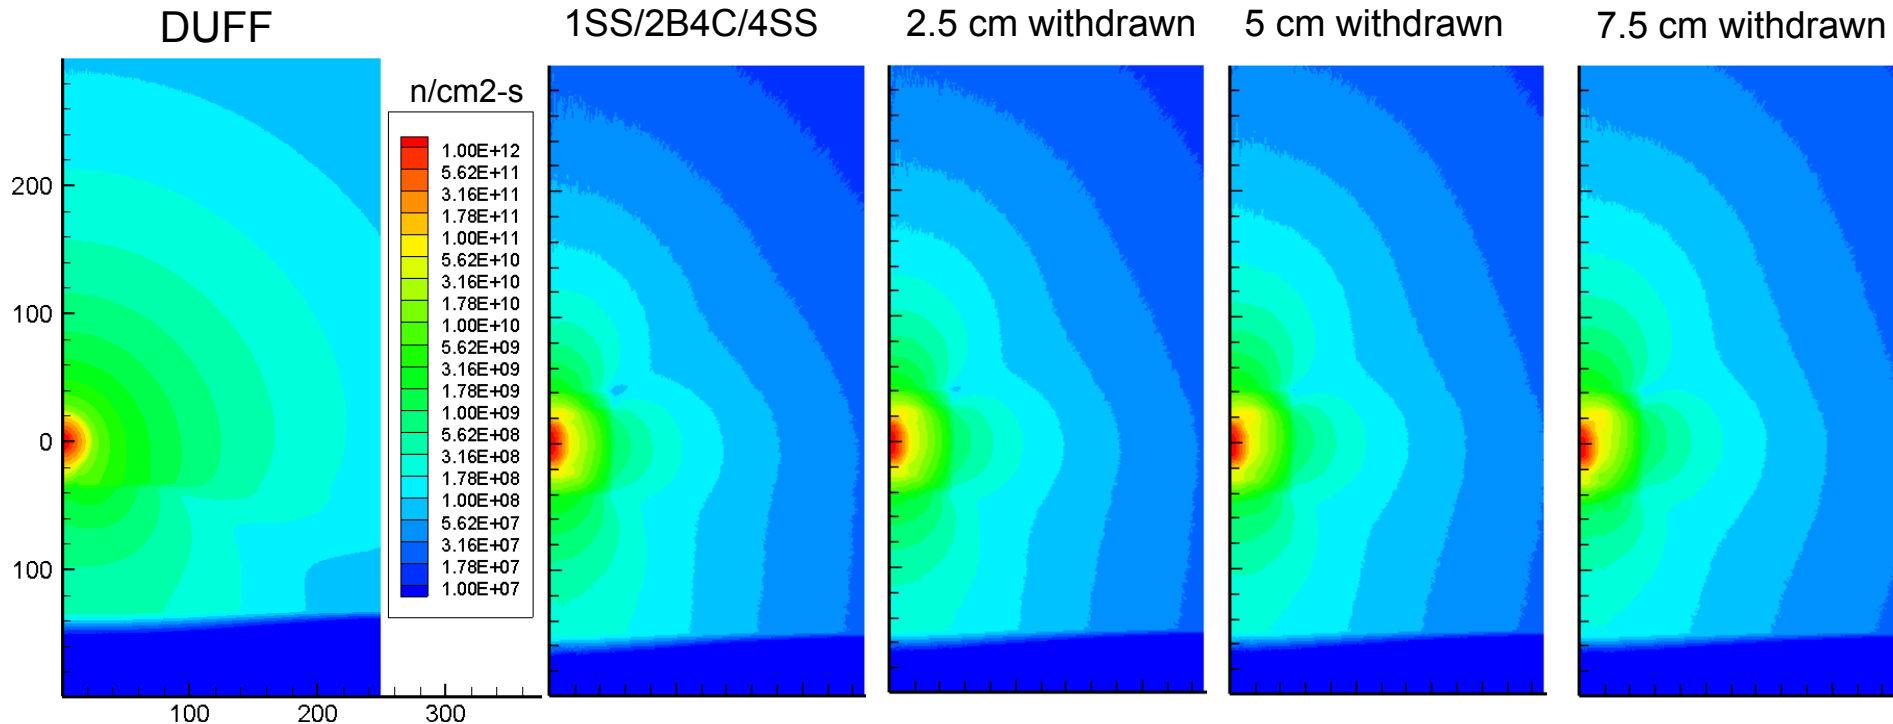 DUFF
1SS/2B4C/4SS
2.5 cm withdrawn
5 cm withdrawn
7.5 cm withdrawn
n/cm2-s
1.00E+12
5.62E+11
3.16E+11
1.78E+11
1.00E+11
5.62E+10
3.16E+10
1.78E+10
1.00E+10
5.62E+09
3.16E+09
1.78E+09
1.00E+09
5.62E+08
3.16E+08
1.78E+08
1.00E+08
5.62E+07
3.16E+07
1.78E+07
1.00E+07
200
100
0
100
100
200
300